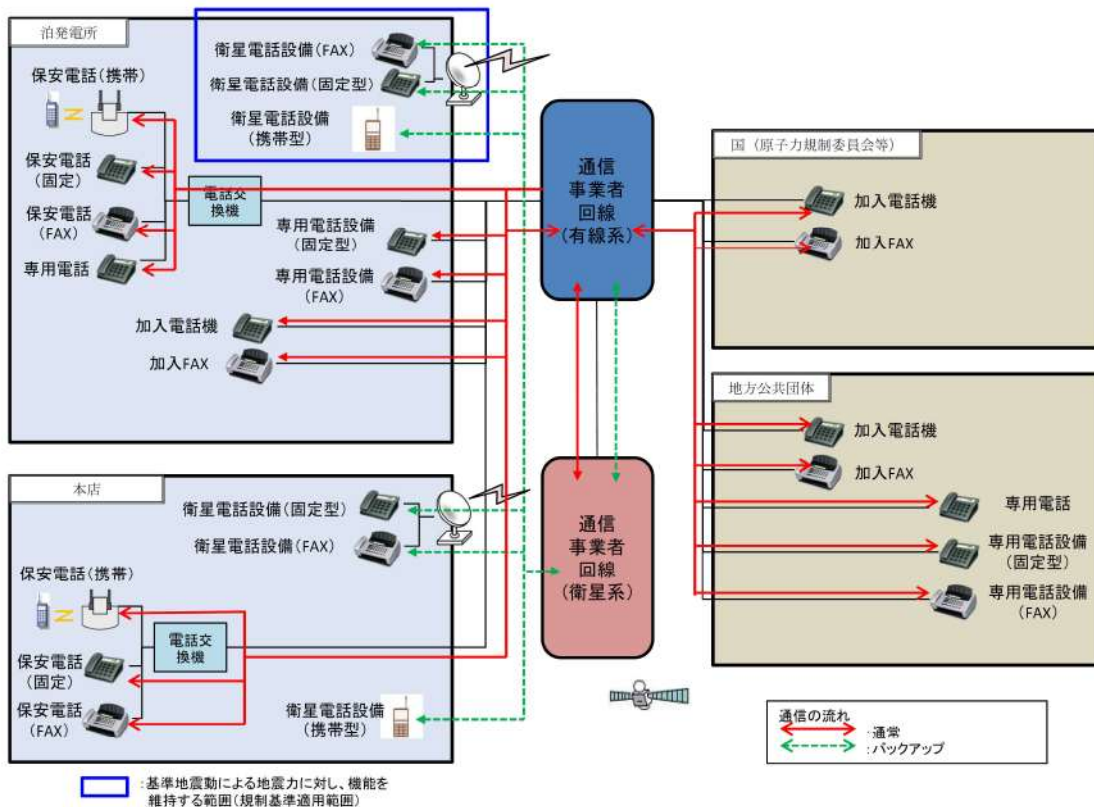 泊発電所
衛星電話設備(FAX)
衛星電話設備(固定型)
衛星電話設備
(携帯型)
保安電話(携帯)
保安電話
(固定)
保安電話
(FAX)
専用電話
電話交
換機
専用電話設備
(固定型)
専用電話設備
(FAX)
加入電話機
加入FAX
通信
事業者
回線
(有線系)
国（原子力規制委員会等）
加入電話機
加入FAX
地方公共団体
加入電話機
加入FAX
専用電話
専用電話設備
(固定型)
専用電話設備
(FAX)
本店
衛星電話設備(固定型)
衛星電話設備(FAX)
保安電話(携帯)
保安電話
(固定)
保安電話
(FAX)
電話交
換機
衛星電話設備
(携帯型)
通信
事業者
回線
(衛星系)
通信の流れ
:通常
:バックアップ
:基準地震動による地震力に対し、機能を
維持する範囲(規制基準適用範囲)